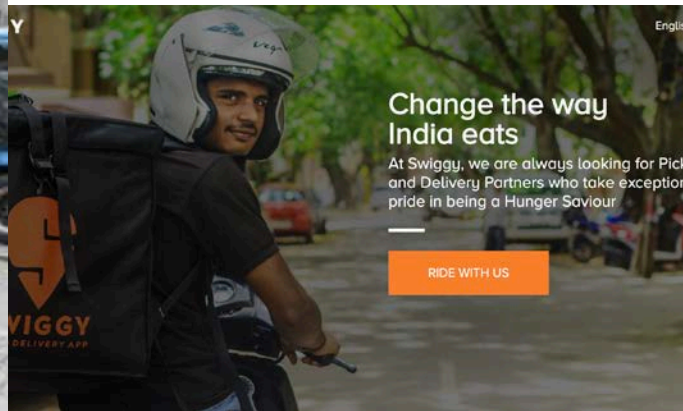 Y
Englis
Vega
Change the way
India eats
At Swiggy, we are always looking for Pick
and Delivery Partners who take exception
pride in being a Hunger Saviour
RIDE WITH US
WIGGY
DELIVERY APP